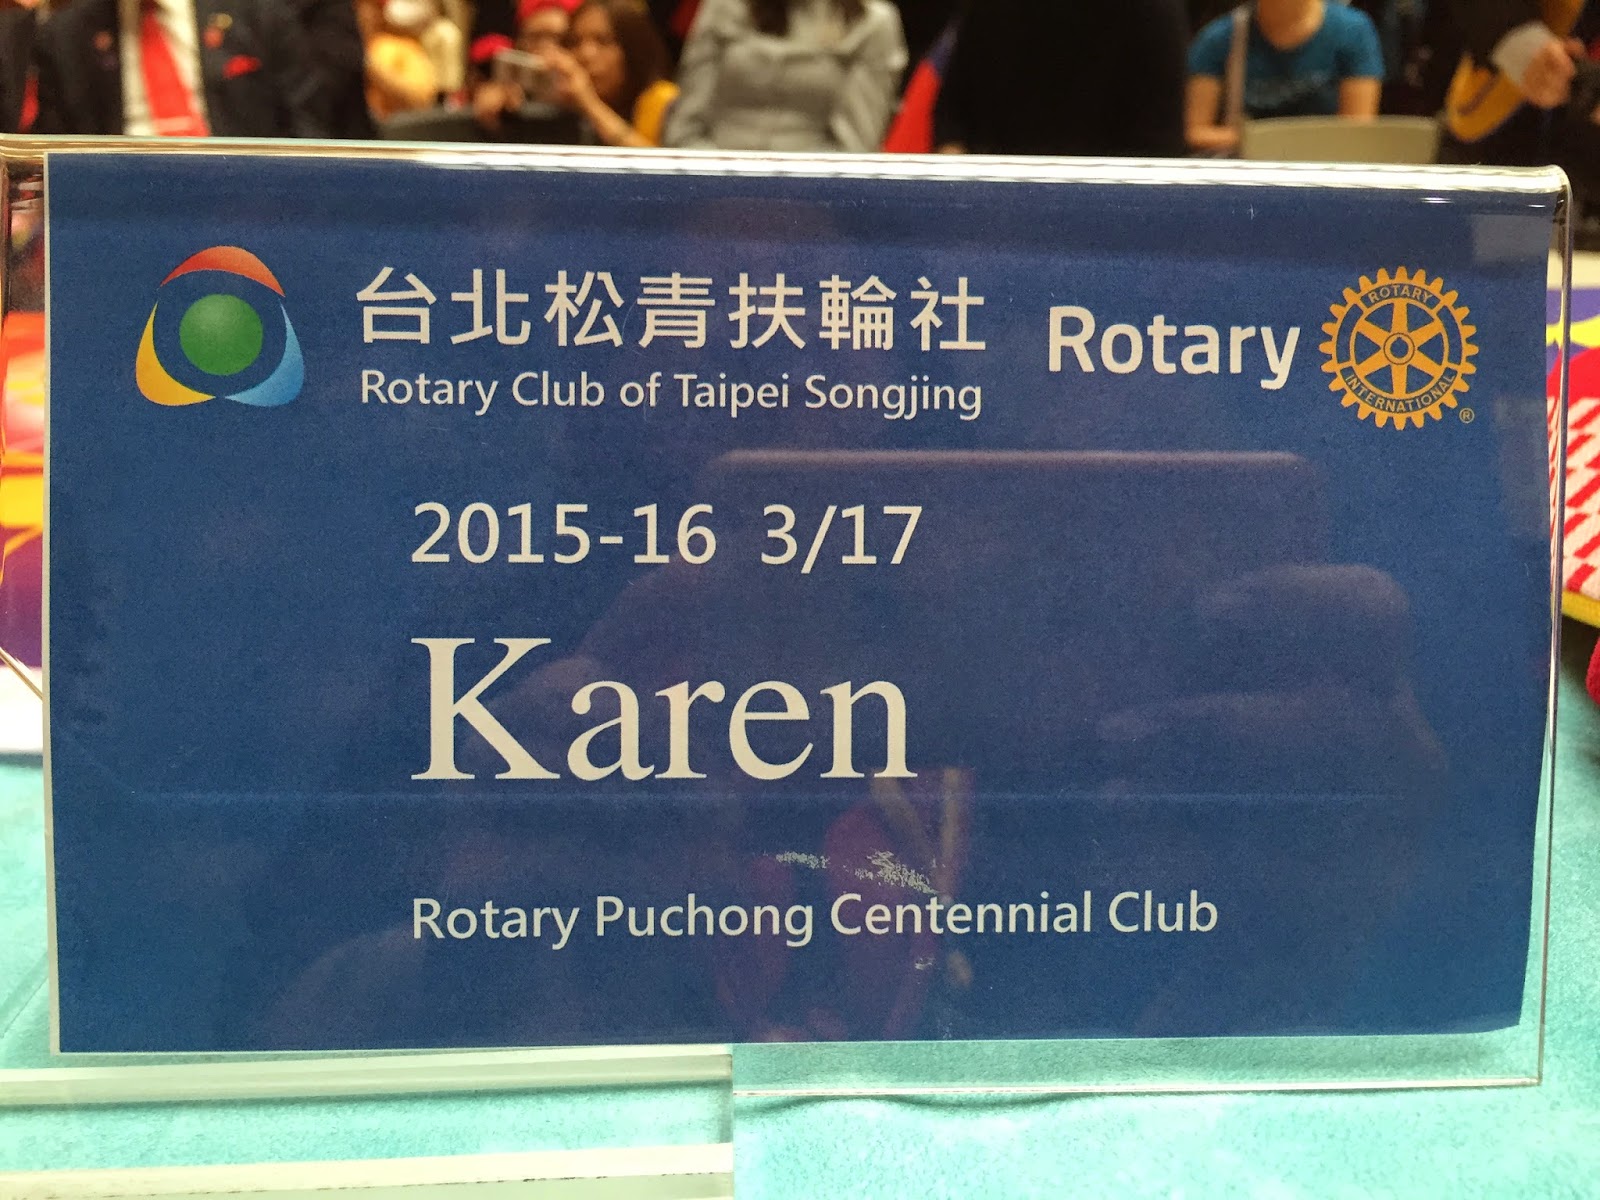 台北松青扶輪社
Rotary Club of Taipei Songjing
Rotary
ROTARY
INTERNATIONAL
®
2015-16 3/17
Karen
Rotary Puchong Centennial Club